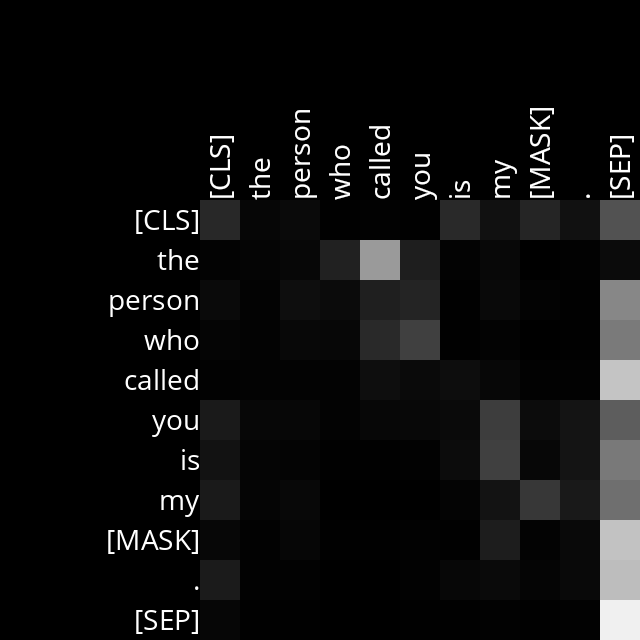 [CLS] the person who called you is my [MASK] . [SEP]
[CLS]
the
person
who
called
you
is
my
[MASK]
.
[SEP]